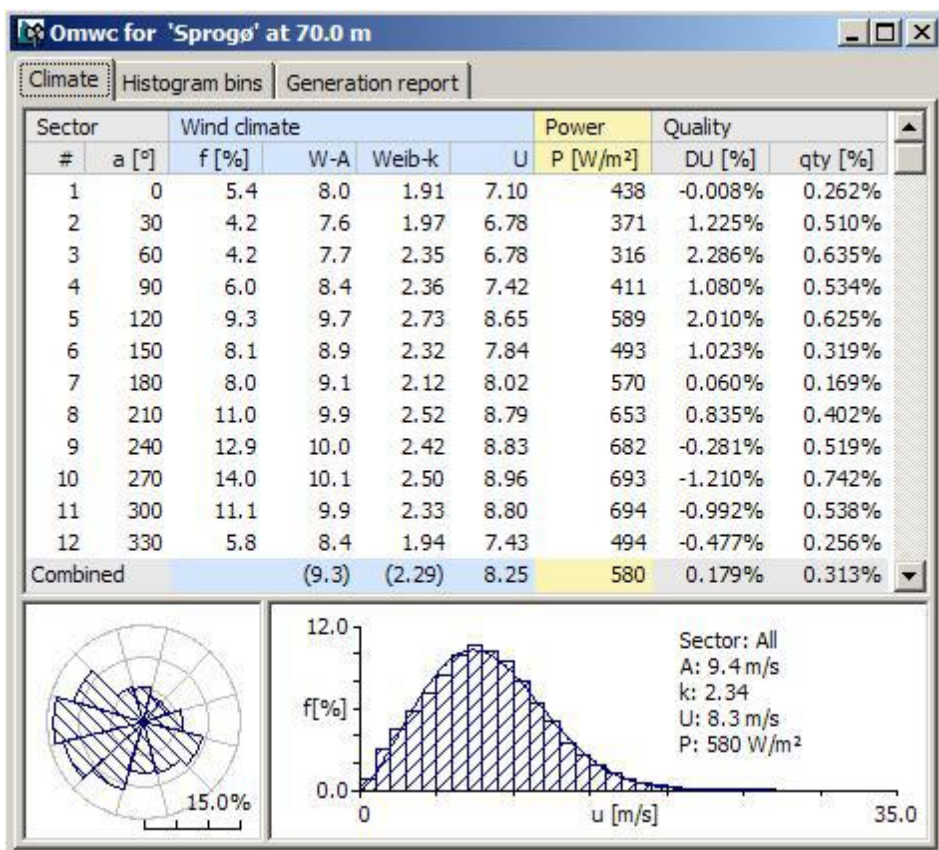 Omwc for 'Sprogø' at 70.0 m
Climate Histogram bins Generation report
Sector Wind climate Power Quality
# a [º] f [%] W-A Weib-k U P [W/m²] DU [%] qty [%]
1 0 5.4 8.0 1.91 7.10 438 -0.008% 0.262%
2 30 4.2 7.6 1.97 6.78 371 1.225% 0.510%
3 60 4.2 7.7 2.35 6.78 316 2.286% 0.635%
4 90 6.0 8.4 2.36 7.42 411 1.080% 0.534%
5 120 9.3 9.7 2.73 8.65 589 2.010% 0.625%
6 150 8.1 8.9 2.32 7.84 493 1.023% 0.319%
7 180 8.0 9.1 2.12 8.02 570 0.060% 0.169%
8 210 11.0 9.9 2.52 8.79 653 0.835% 0.402%
9 240 12.9 10.0 2.42 8.83 682 -0.281% 0.519%
10 270 14.0 10.1 2.50 8.96 693 -1.210% 0.742%
11 300 11.1 9.9 2.33 8.80 694 -0.992% 0.538%
12 330 5.8 8.4 1.94 7.43 494 -0.477% 0.256%
Combined (9.3) (2.29) 8.25 580 0.179% 0.313%
15.0%
12.0
f[%]
0.0
0 u [m/s] 35.0
Sector: All
A: 9.4 m/s
k: 2.34
U: 8.3 m/s
P: 580 W/m²